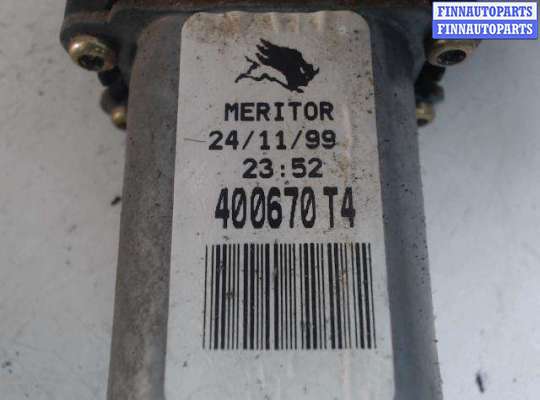 FINNAUTOPARTS
FINNAUTOPARTS
MERITOR
24/11/99
23:52
400670 T4